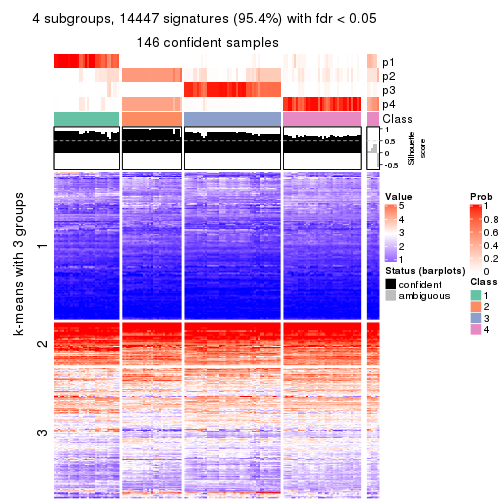 4 subgroups, 14447 signatures (95.4%) with fdr < 0.05
146 confident samples
p1
p2
p3
p4
Class
1
0.5
0
-0.5
Silhouette
score
k-means with 3 groups
1
2
3
Value
5
4
3
2
1
Status (barplots)
confident
ambiguous
Prob
1
0.8
0.6
0.4
0.2
0
Class
1
2
3
4